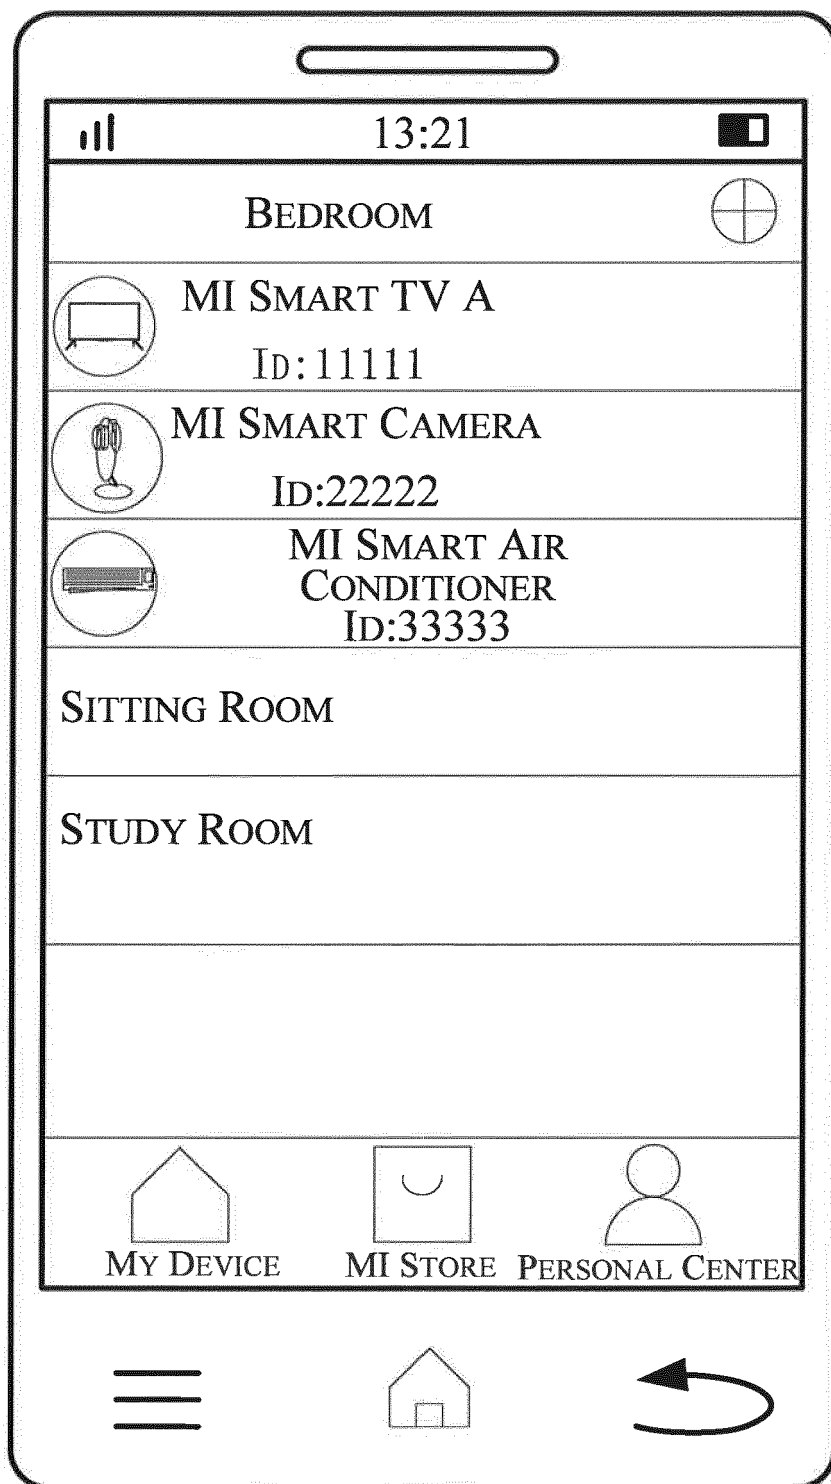 13:21
BEDROOM
MI SMART TV A
ID:11111
MI SMART CAMERA
ID:22222
MI SMART AIR
CONDITIONER
ID:33333
SITTING ROOM
STUDY ROOM
MY DEVICE MI STORE PERSONAL CENTER